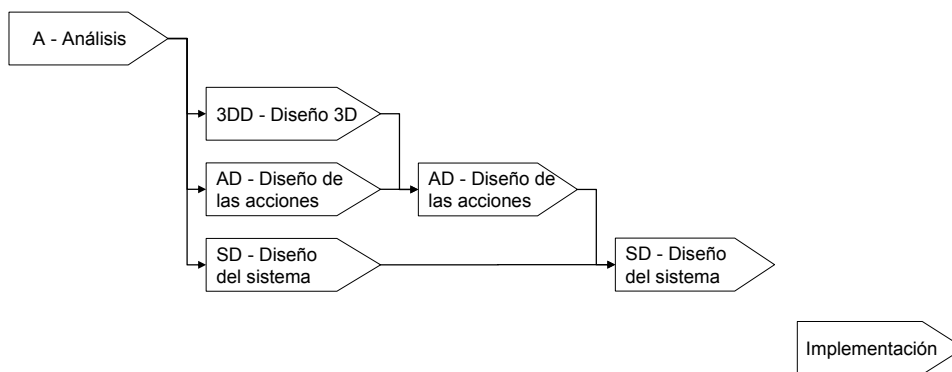 A - Análisis
3DD - Diseño 3D
AD - Diseño de
las acciones
AD - Diseño de
las acciones
SD - Diseño
del sistema
SD - Diseño
del sistema
Implementación